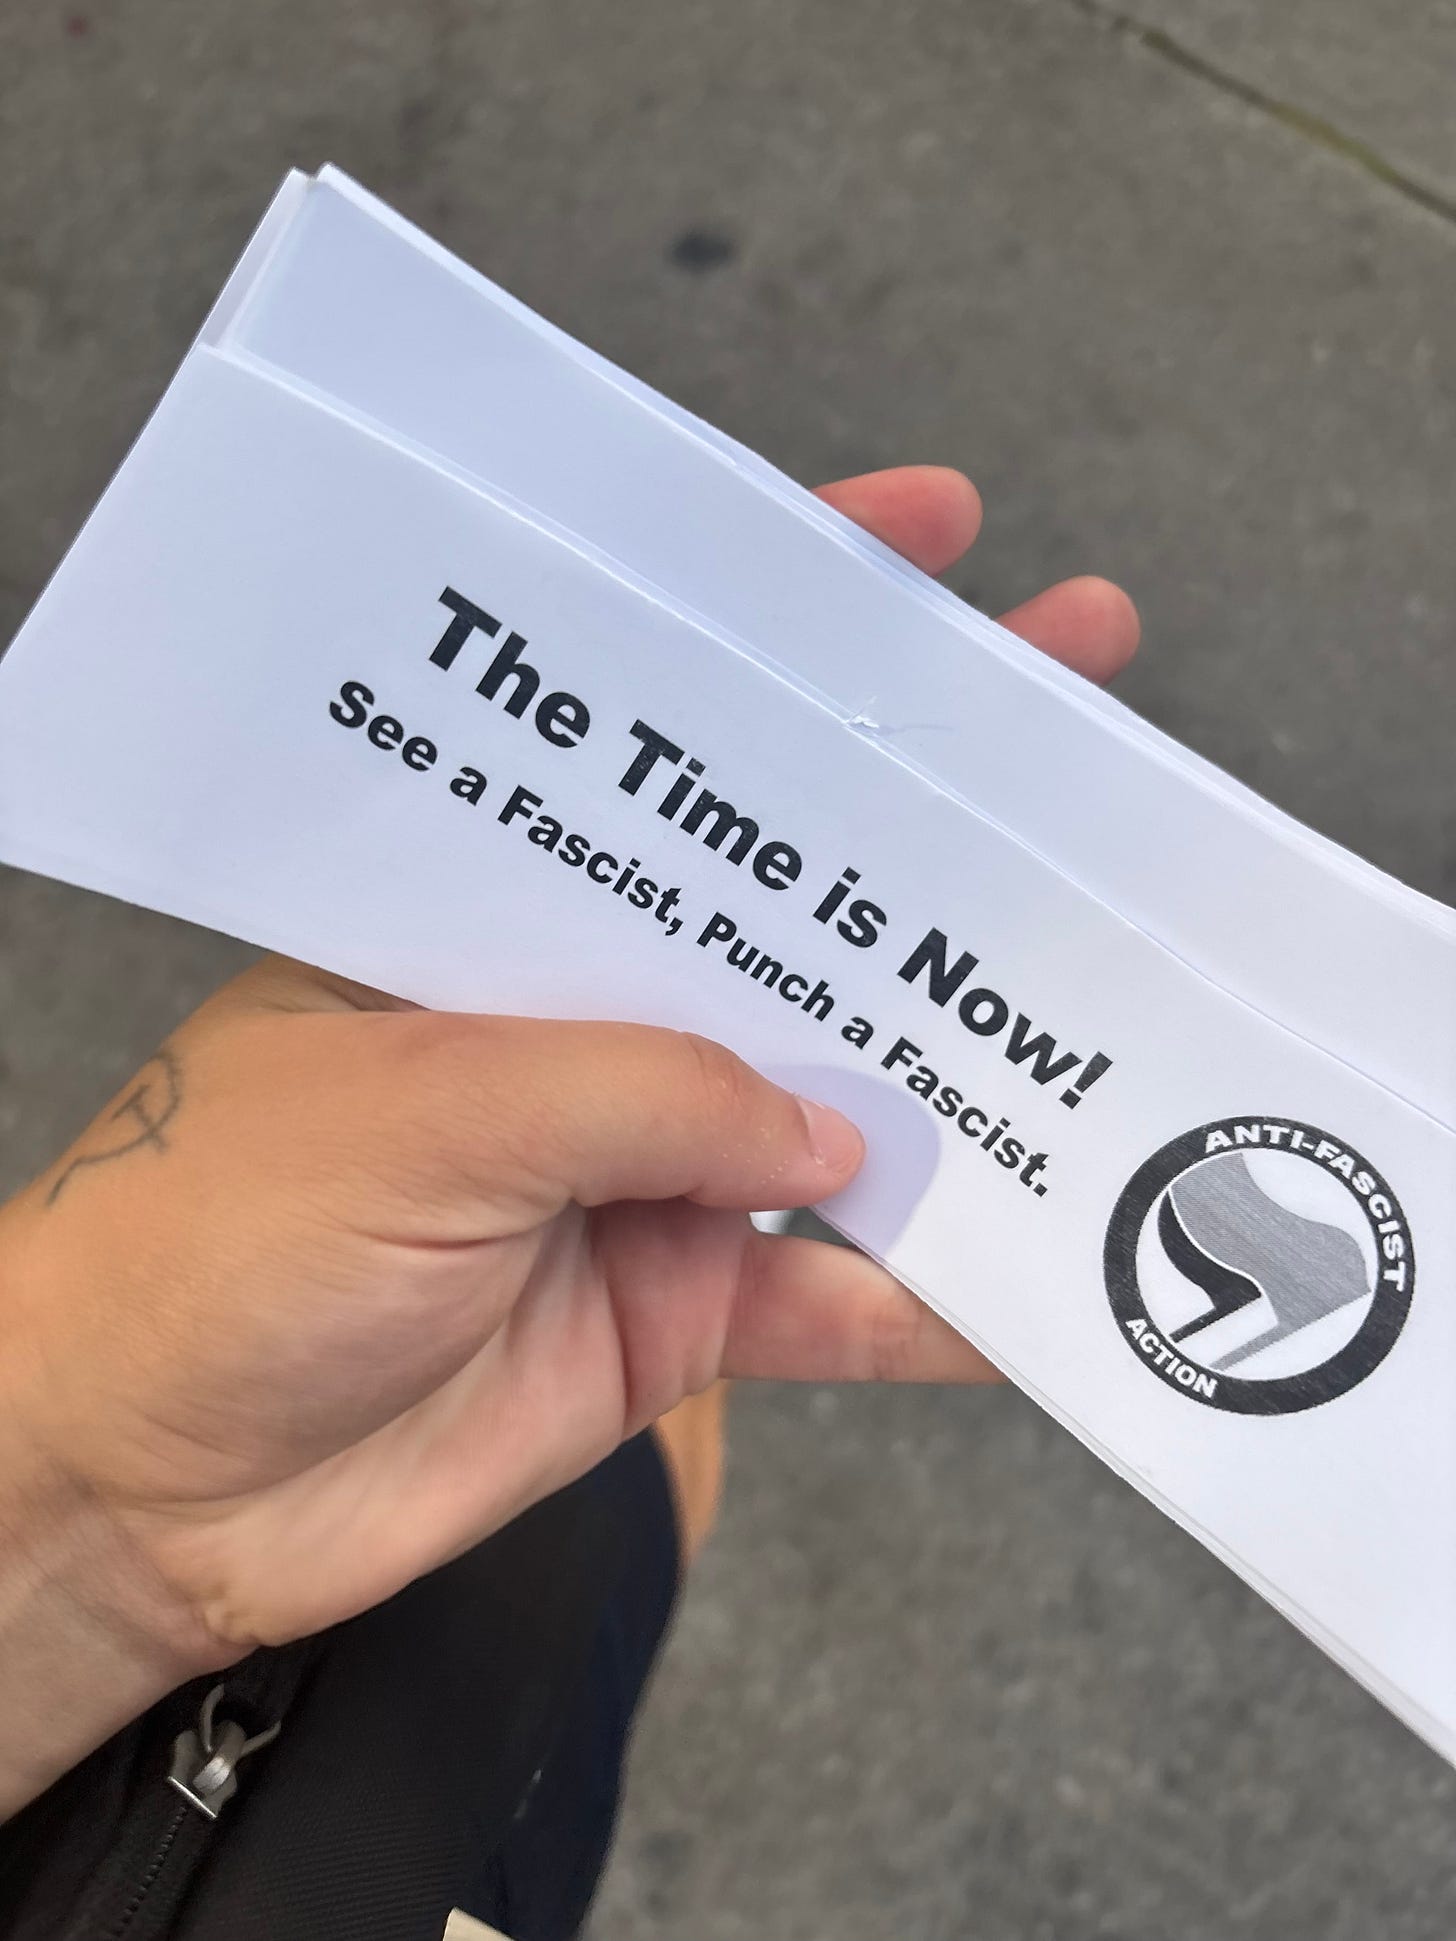 The Time is Now!
See a Fascist, Punch a Fascist.
ANTI-FASCIST
ACTION